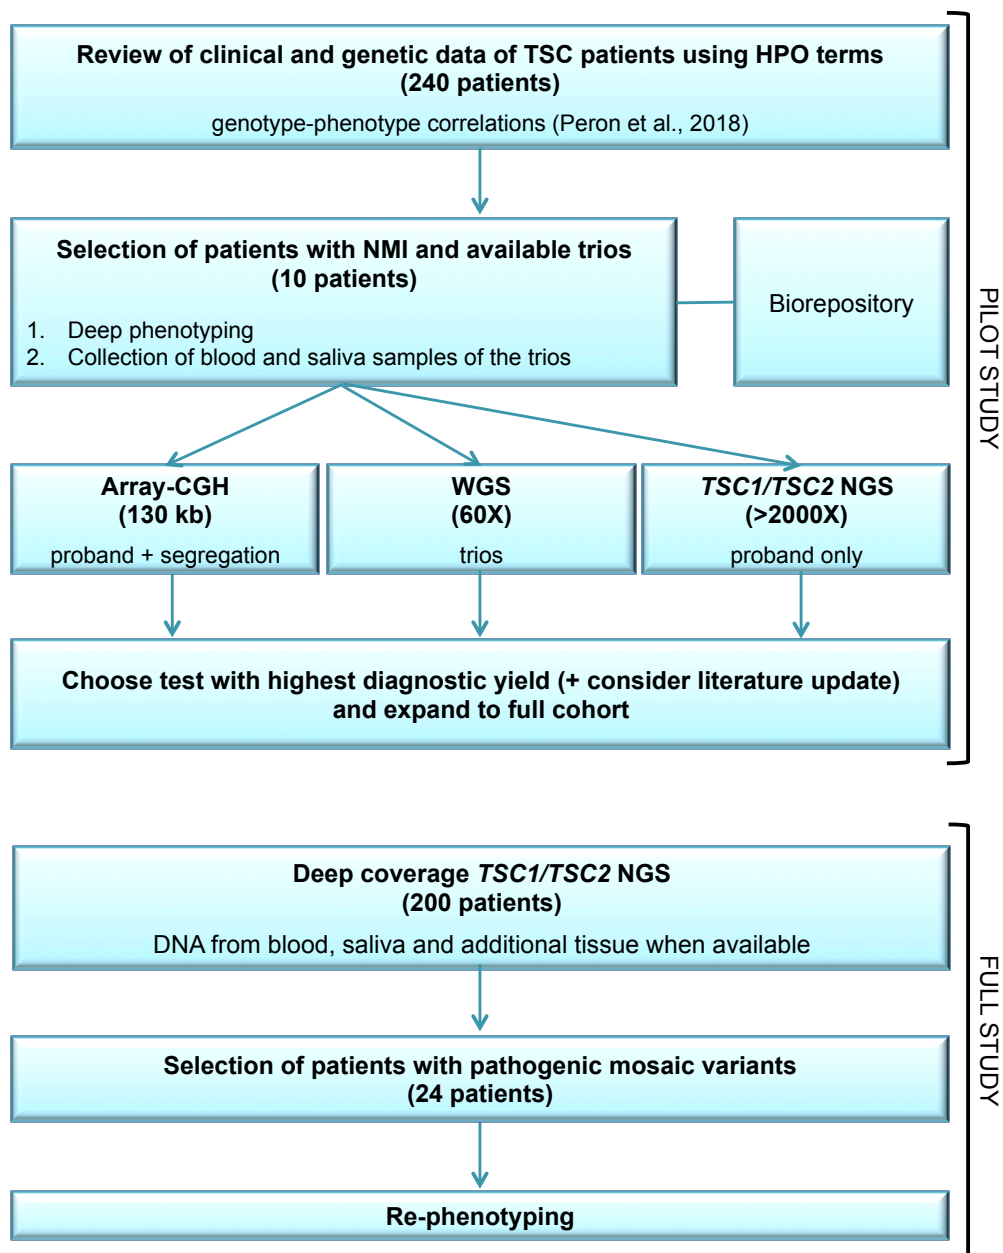 Review of clinical and genetic data of TSC patients using HPO terms
(240 patients)
genotype-phenotype correlations (Peron et al., 2018)
Selection of patients with NMI and available trios
(10 patients)
1. Deep phenotyping
2. Collection of blood and saliva samples of the trios
Biorepository
PILOT STUDY
Array-CGH
(130 kb)
proband + segregation
WGS
(60X)
trios
TSC1/TSC2 NGS
(>2000X)
proband only
Choose test with highest diagnostic yield (+ consider literature update)
and expand to full cohort
Deep coverage TSC1/TSC2 NGS
(200 patients)
DNA from blood, saliva and additional tissue when available
FULL STUDY
Selection of patients with pathogenic mosaic variants
(24 patients)
Re-phenotyping